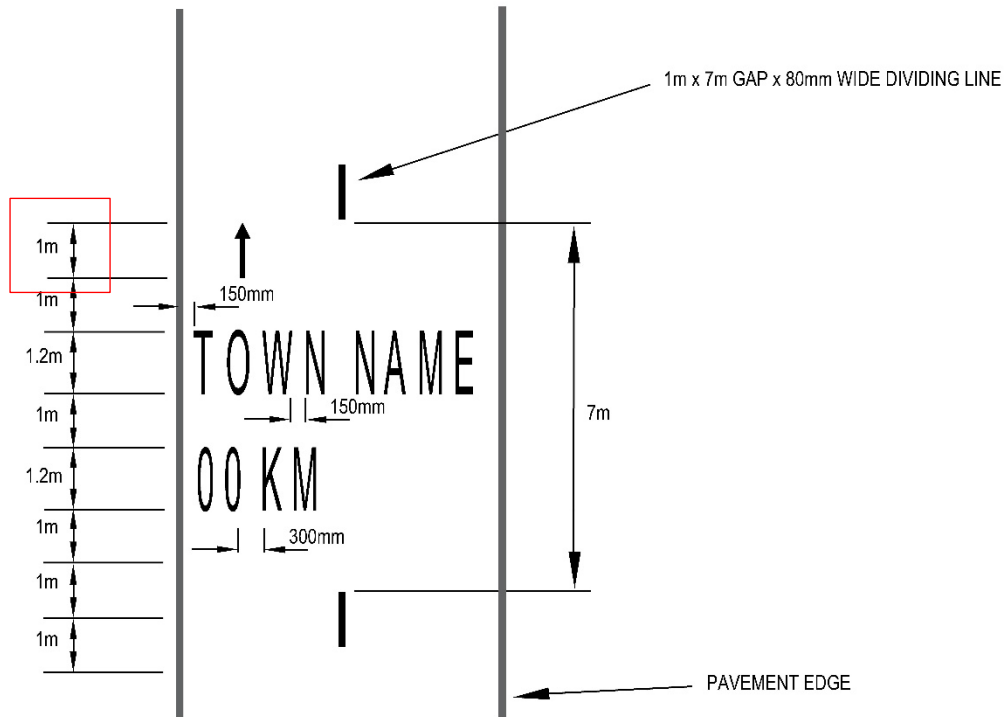 1m x 7m GAP x 80mm WIDE DIVIDING LINE
1m
1m
150mm
1.2m
TOWN NAME
1m
150mm
7m
1.2m
00 KM
1m
300mm
1m
1m
PAVEMENT EDGE